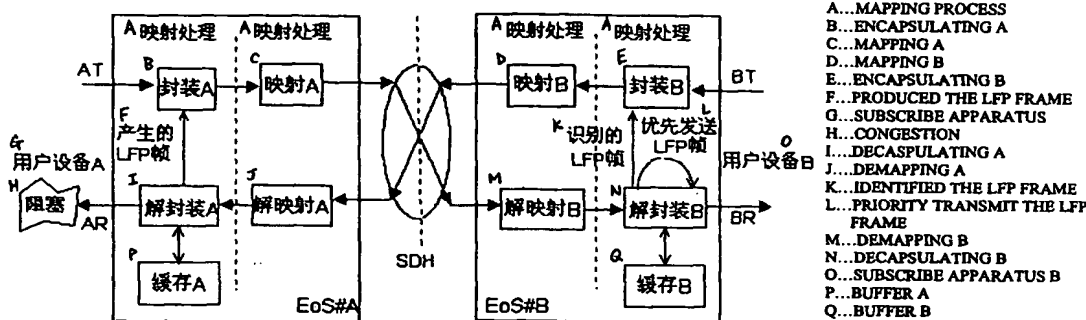 A 映射处理
A 映射处理
AT
B
封装A
C
映射A
F
产生的
LFP帧
G
用户设备A
H
阻塞
AR
I
解封装A
J
解映射A
P
缓存A
EoS#A
SDH
A 映射处理
A 映射处理
D
映射B
E
封装B
BT
L
K 识别的
LFP帧
优先发送
LFP帧
O
用户设备B
M
解映射B
N
解封装B
BR
Q
缓存B
EoS#B
A...MAPPING PROCESS
B...ENCAPSULATING A
C...MAPPING A
D...MAPPING B
E...ENCAPSULATING B
F...PRODUCED THE LFP FRAME
G...SUBSCRIBE APPARATUS
H...CONGESTION
I...DECASPULATING A
J...DEMAPPING A
K...IDENTIFIED THE LFP FRAME
L...PRIORITY TRANSMIT THE LFP
FRAME
M...DEMAPPING B
N...DECAPSULATING B
O...SUBSCRIBE APPARATUS B
P...BUFFER A
Q...BUFFER B